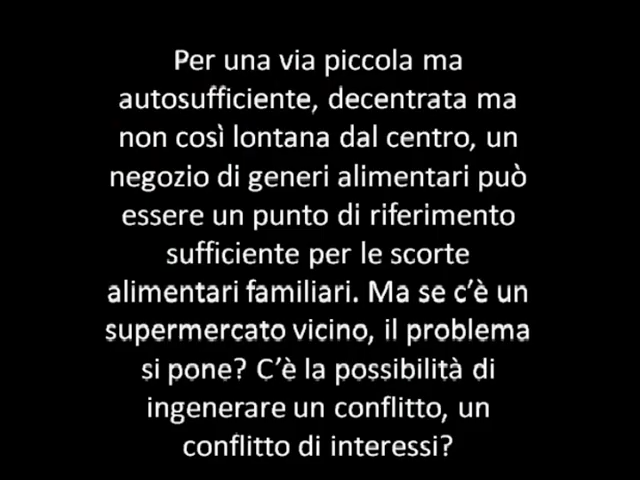 Per una via piccola ma
autosufficiente, decentrata ma
non così lontana dal centro, un
negozio di generi alimentari può
essere un punto di riferimento
sufficiente per le scorte
alimentari familiari. Ma se c’è un
supermercato vicino, il problema
si pone? C’è la possibilità di
ingenerare un conflitto, un
conflitto di interessi?